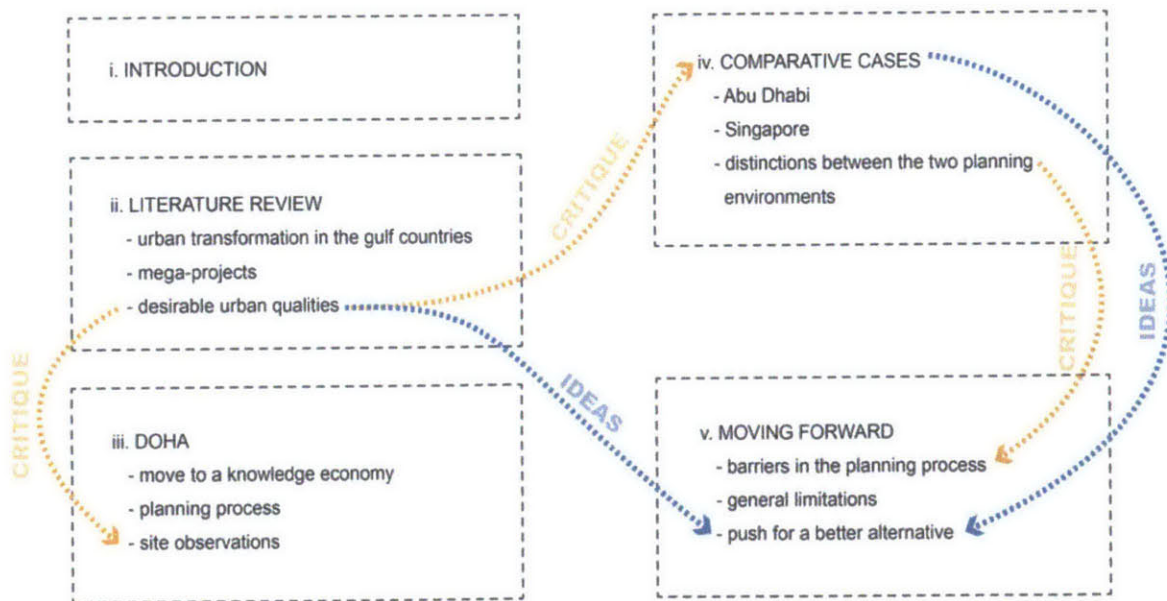 i. INTRODUCTION
ii. LITERATURE REVIEW
- urban transformation in the gulf countries
- mega-projects
- desirable urban qualities
iii. DOHA
- move to a knowledge economy
- planning process
- site observations
iv. COMPARATIVE CASES
- Abu Dhabi
- Singapore
- distinctions between the two planning
environments
v. MOVING FORWARD
- barriers in the planning process
- general limitations
- push for a better alternative
CRITIQUE
CRITIQUE
IDEAS
CRITIQUE
IDEAS